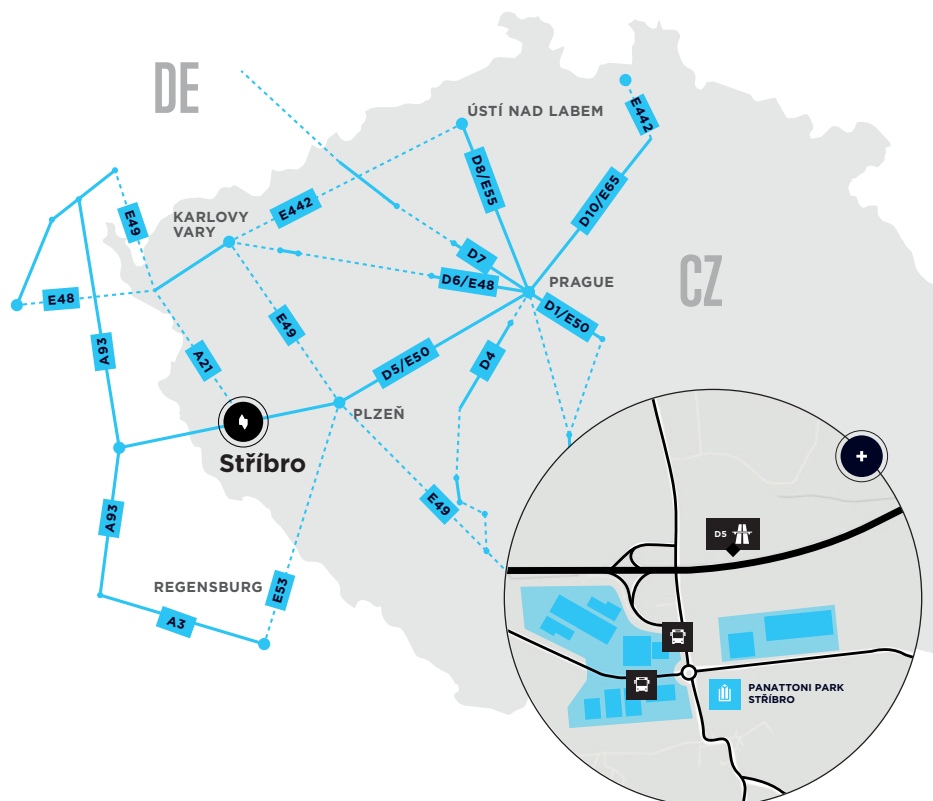 DE
ÚSTÍ NAD LABEM
E442
D8/E55
D10/E65
E442
KARLOVY
VARY
E49
D7
D6/E48
PRAGUE
CZ
E48
D1/E50
E49
A93
A21
D5/E50
D4
PLZEŇ
Stříbro
E49
A93
D5
REGENSBURG
E53
A3
PANATTONI PARK
STŘÍBRO